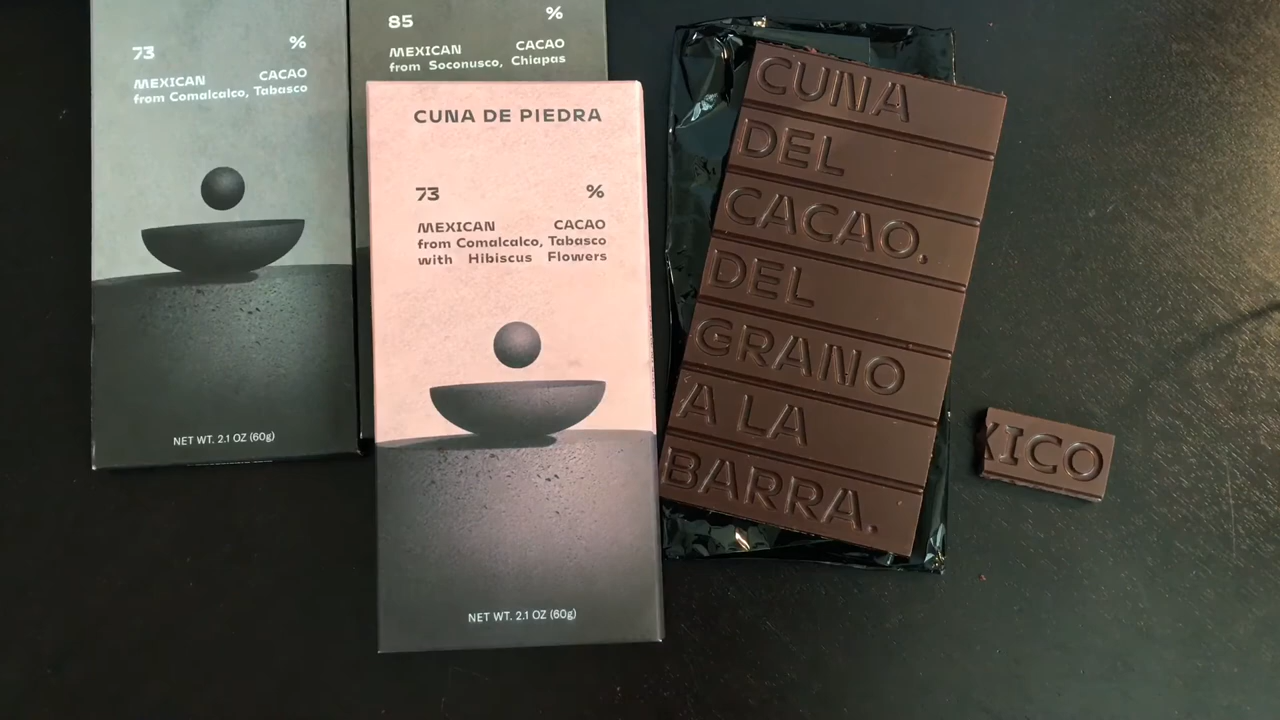 73 %
MEXICAN CACAO
from Comalcalco, Tabasco
NET WT. 2.1 OZ (60g)
85 %
MEXICAN CACAO
from Soconusco, Chiapas
CUNA DE PIEDRA
73 %
MEXICAN CACAO
from Comalcalco, Tabasco
with Hibiscus Flowers
NET WT. 2.1 OZ (60g)
CUNA
DEL
CACAO.
DEL
GRANO
A LA
BARRA.
XICO